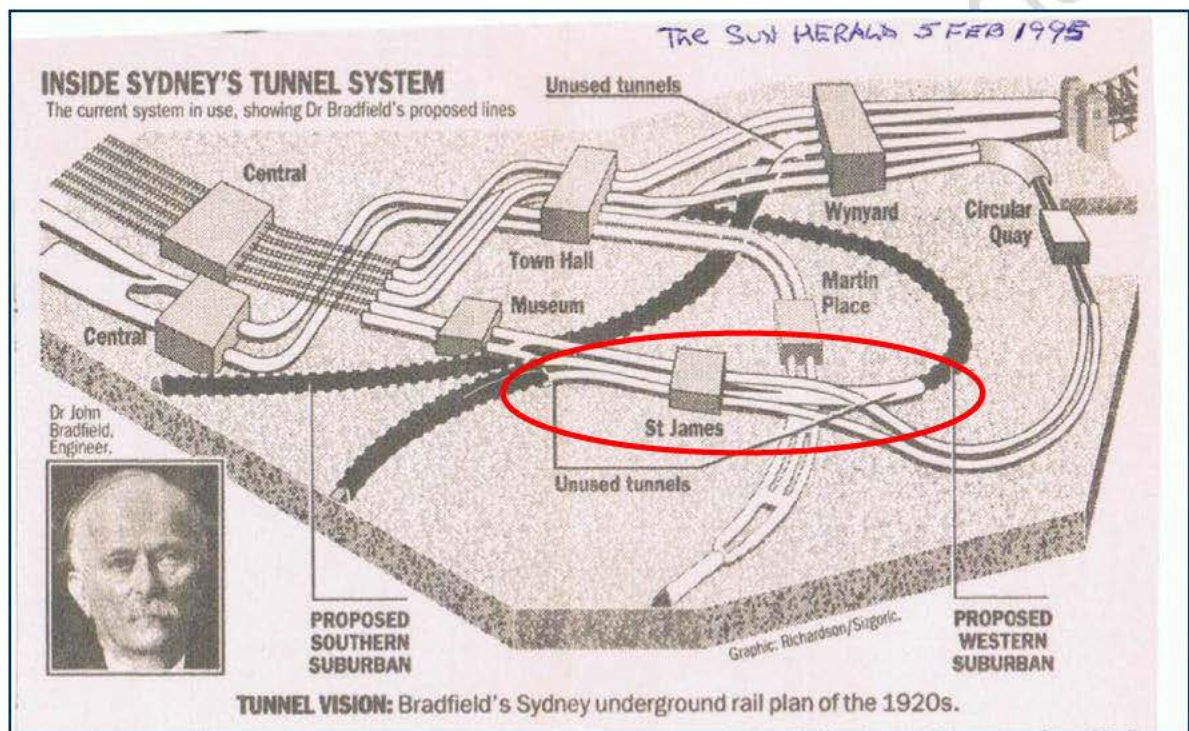 The SUN HERALD 5 FEB 1995
INSIDE SYDNEY'S TUNNEL SYSTEM
The current system in use, showing Dr Bradfield's proposed lines
Unused tunnels
Central
Wynyard
Circular
Quay
Town Hall
Martin
Place
Museum
Central
St James
Dr John
Bradfield,
Engineer.
Unused tunnels
PROPOSED
SOUTHERN
SUBURBAN
Graphic: Richardson/Sizgoric.
PROPOSED
WESTERN
SUBURBAN
TUNNEL VISION: Bradfield's Sydney underground rail plan of the 1920s.